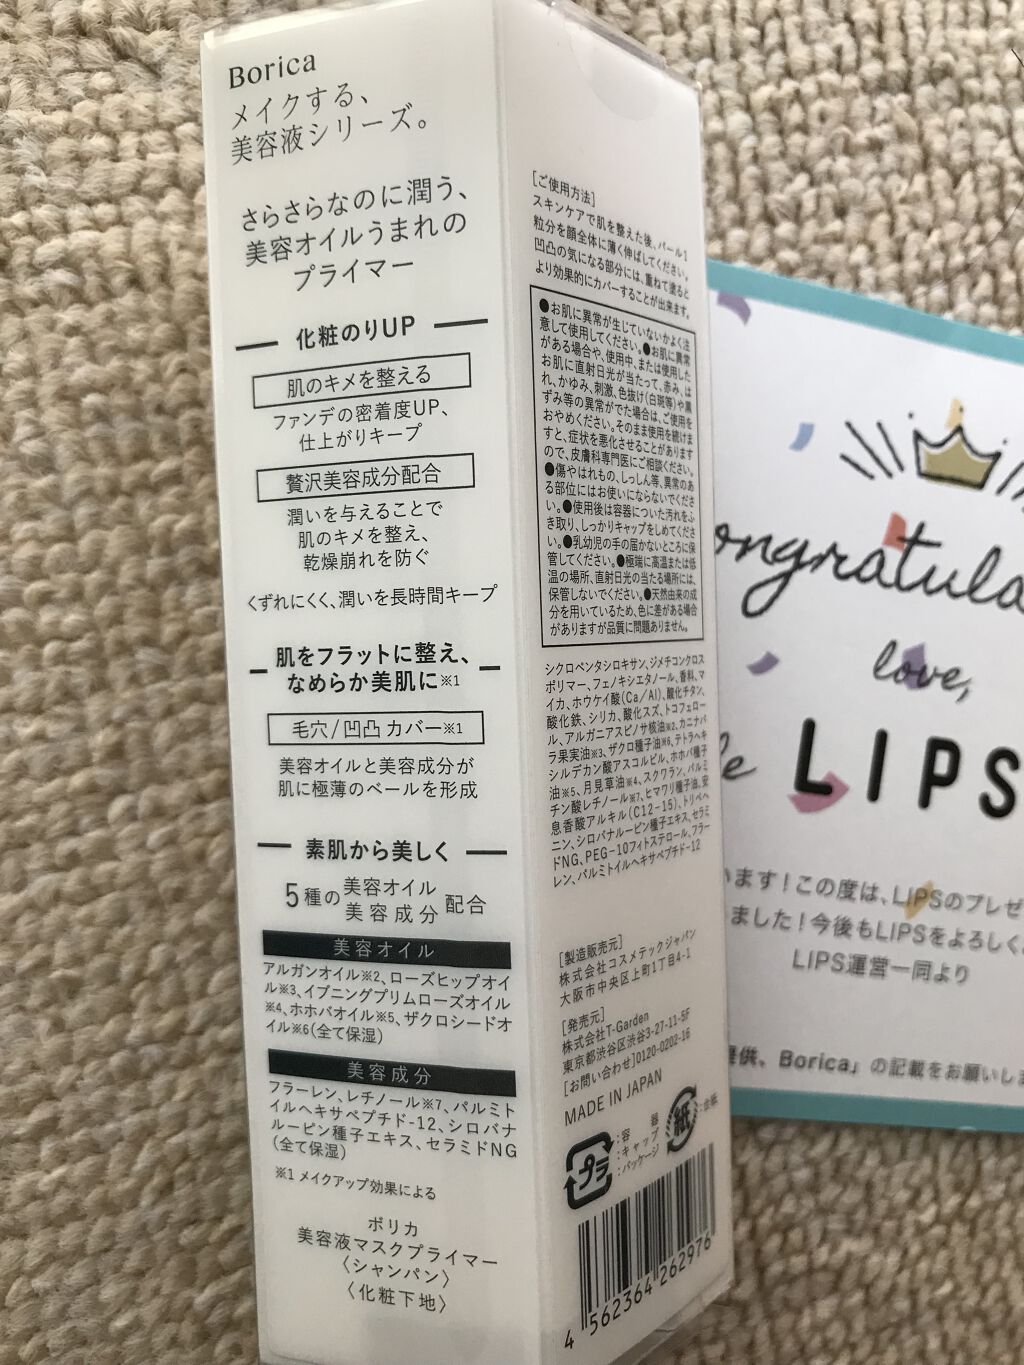 Borica
メイクする、
美容液シリーズ。
さらさらなのに潤う、
美容オイルうまれの
プライマー
化粧のりUP
肌のキメを整える
ファンデの密着度UP、
仕上がりキープ
贅沢美容成分配合
潤いを与えることで
肌のキメを整え、
乾燥崩れを防ぐ
くずれにくく、潤いを長時間キープ
肌をフラットに整え、
なめらか美肌に※1
毛穴/凹凸 カバー※1
美容オイルと美容成分が
肌に極薄のベールを形成
素肌から美しく
5種の美容オイル
美容成分配合
美容オイル
アルガンオイル※2、ローズヒップオイ
ル※3、イブニングプリムローズオイル
※4、ホホバオイル※5、ザクロシードオ
イル※6(全て保湿)
美容成分
フラーレン、レチノール※7、パルミト
イルヘキサペプチド-12、シロバナ
ルーピン種子エキス、セラミドNG
(全て保湿)
※1 メイクアップ効果による
ボリカ
美容液マスクプライマー
〈シャンパン〉
〈化粧下地〉
[ご使用方法]
スキンケアで肌を整えた後、パール1
粒分を顔全体に薄く伸ばしてください。
凹凸の気になる部分には、重ねて塗ると
より効果的にカバーすることが出来ます。
●お肌に異常が生じていないかよく注
意して使用してください。●お肌に異常
がある場合や、使用中、または使用した
お肌に直射日光が当たって、赤み、は
れ、かゆみ、刺激、色抜け(白斑等)や黒
ずみ等の異常がでた場合は、ご使用を
おやめください。そのまま使用を続けま
すと、症状を悪化させることがあります
ので、皮膚科専門医にご相談ください。
●傷やはれもの、しっしん等、異常のあ
る部位にはお使いにならないでくださ
い。●使用後は容器についた汚れをふ
き取り、しっかりキャップをしめてくださ
い。●乳幼児の手の届かないところに保
管してください。●極端に高温または低
温の場所、直射日光の当たる場所には、
保管しないでください。●天然由来の成
分を用いているため、色に差がある場合
がありますが品質に問題ありません。
シクロペンタシロキサン、ジメチコンクロス
ポリマー、フェノキシエタノール、香料、マ
イカ、ホウケイ酸(Ca/Al)、酸化チタン、
酸化鉄、シリカ、酸化スズ、トコフェロー
ル、アルガニアスピノサ核油※2、カニナバ
ラ果実油※3、ザクロ種子油※6、テトラヘキ
シルデカン酸アスコルビル、ホホバ種子
油※5、月見草油※4、スクワラン、パルミ
チン酸レチノール※7、ヒマワリ種子油、安
息香酸アルキル(C12-15)、トリベヘ
ニン、シロバナルーピン種子エキス、セラミ
ドNG、PEG-10フィトステロール、フラー
レン、パルミトイルヘキサペプチド-12
[製造販売元]
株式会社コスメテックジャパン
大阪市中央区上町1丁目4-1
[発売元]
株式会社T-Garden
東京都渋谷区渋谷3-27-11-5F
[お問い合わせ]0120-0202-16
MADE IN JAPAN
プラ
:容器
:キャップ
:パッケージ
紙
:台紙
4 562364 262976
ongratula
love,
LIPS
います!この度は、LIPSのプレゼ
ました!今後もLIPSをよろしく
LIPS運営一同より
提供、Borica」の記載をお願いしま